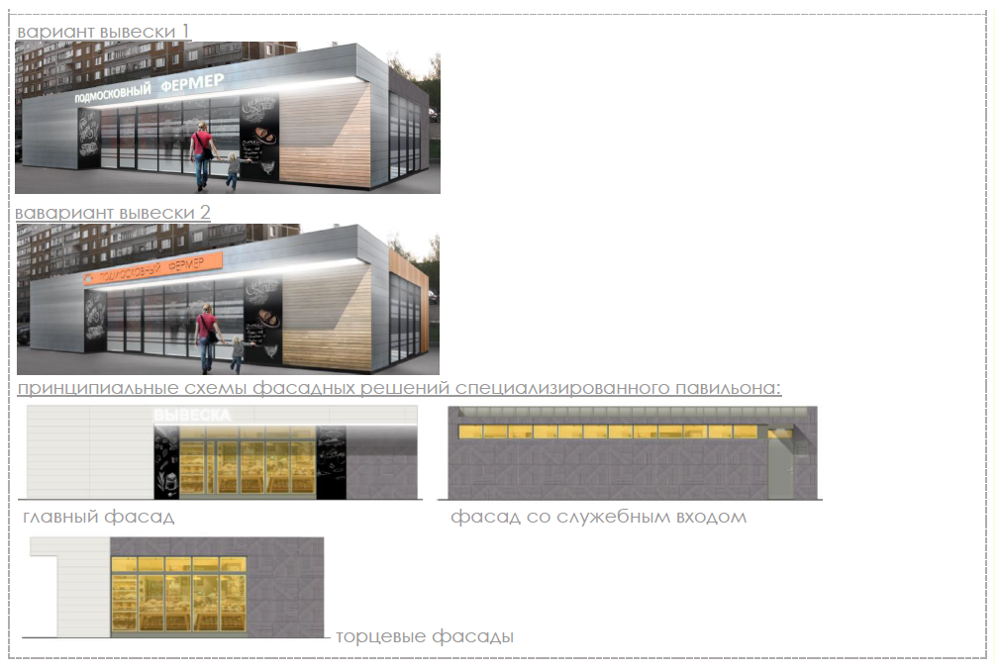 вариант вывески 1
ПОДМОСКОВНЫЙ ФЕРМЕР
вавариант вывески 2
ПОДМОСКОВНЫЙ ФЕРМЕР
принципиальные схемы фасадных решений специализированного павильона:
ВЫВЕСКА
главный фасад
фасад со служебным входом
торцевые фасады